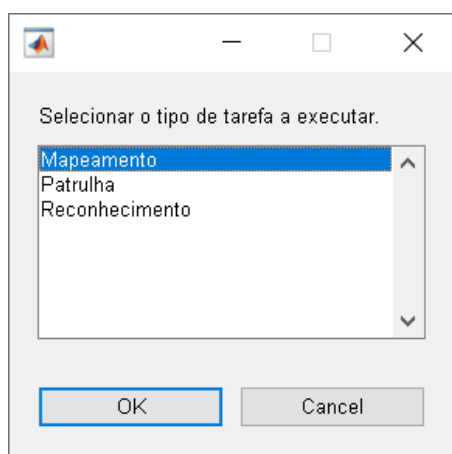 Selecionar o tipo de tarefa a executar.
Mapeamento
Patrulha
Reconhecimento
OK Cancel